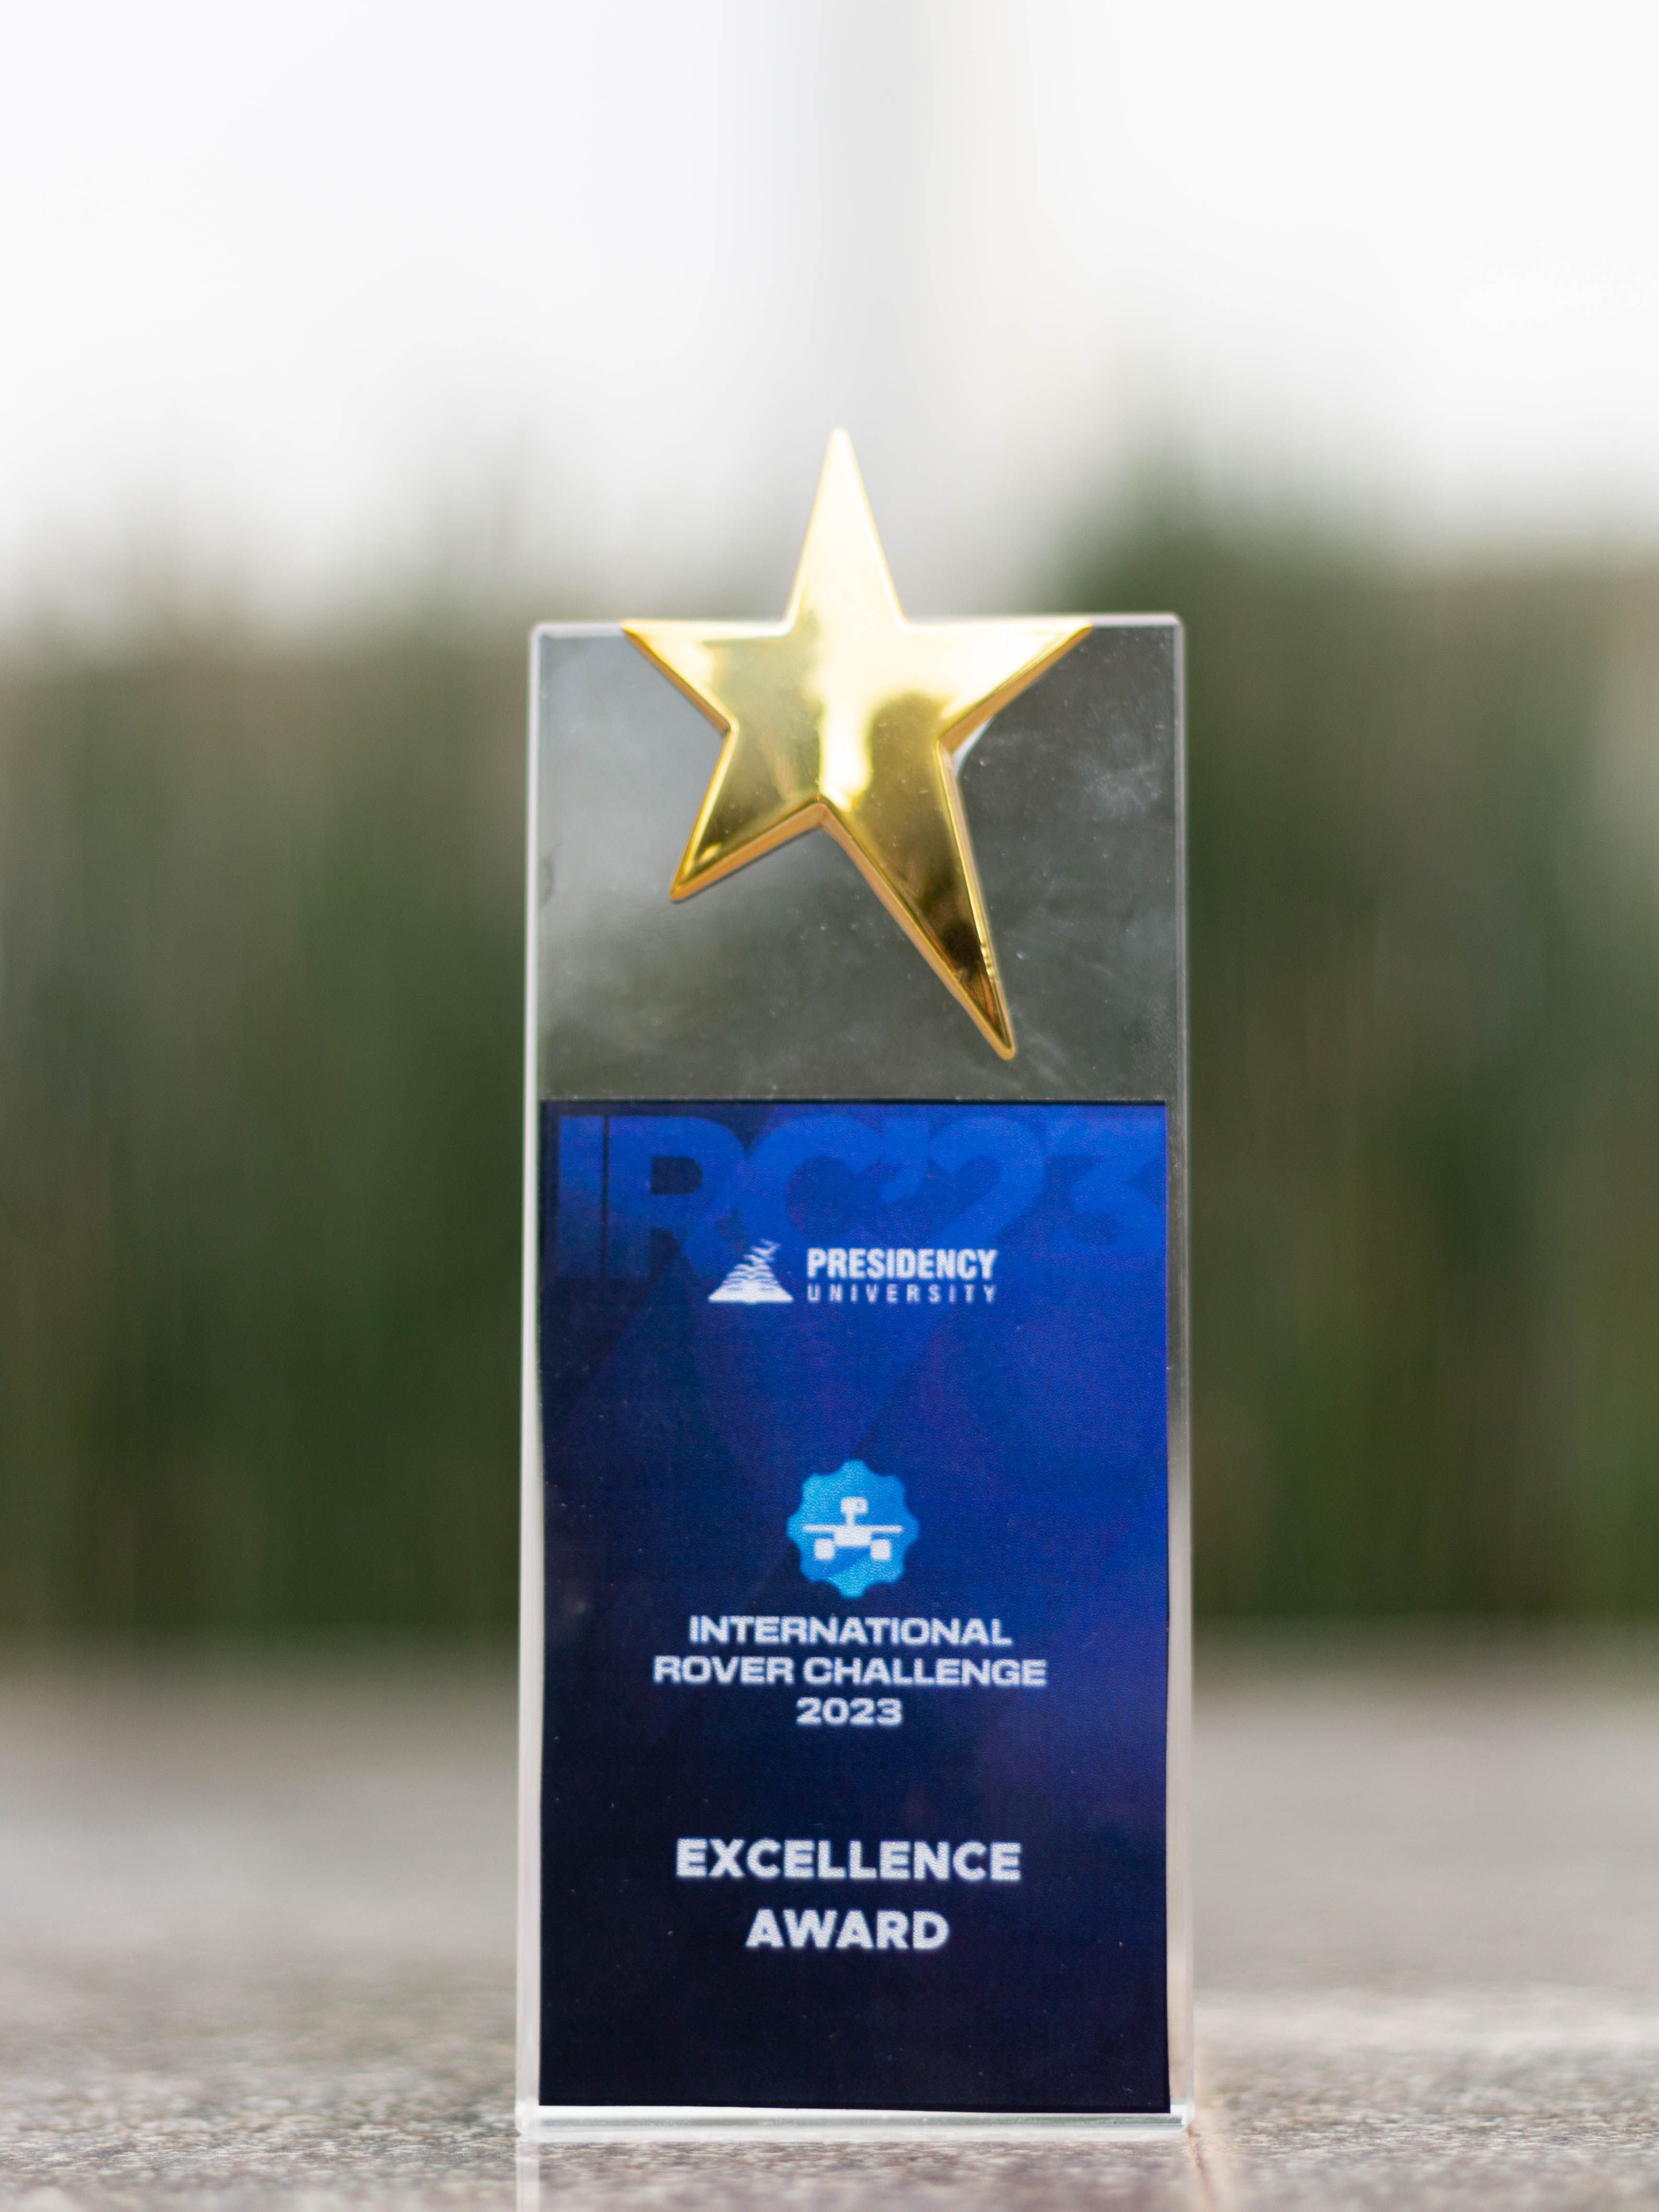 IRC'23
PRESIDENCY
UNIVERSITY
INTERNATIONAL
ROVER CHALLENGE
2023
EXCELLENCE
AWARD